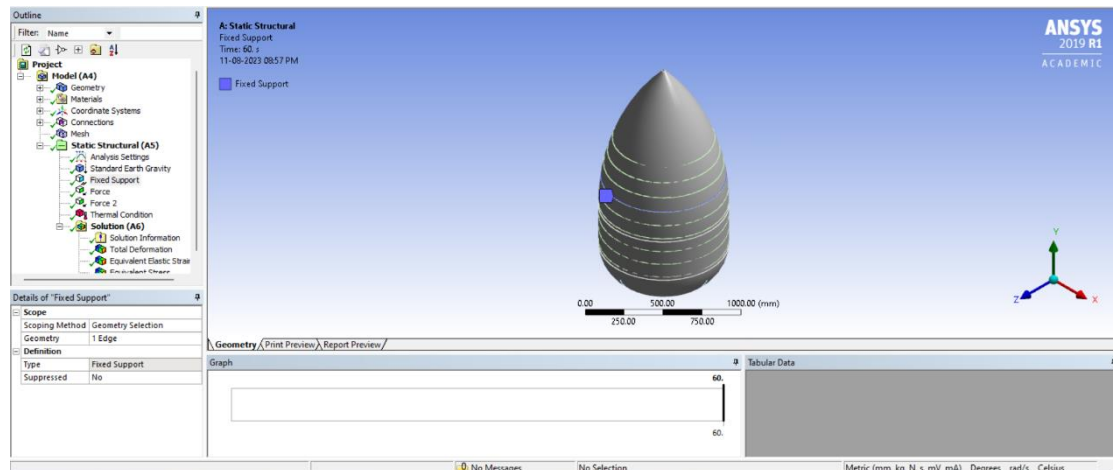 Outline
Filter: Name
Project
Model (A4)
Geometry
Materials
Coordinate Systems
Connections
Mesh
Static Structural (A5)
Analysis Settings
Standard Earth Gravity
Fixed Support
Force
Force 2
Thermal Condition
Solution (A6)
Solution Information
Total Deformation
Equivalent Elastic Strain
Equivalent Stress
Details of "Fixed Support"
Scope
Scoping Method Geometry Selection
Geometry 1 Edge
Definition
Type Fixed Support
Suppressed No
A: Static Structural
Fixed Support
Time: 60. s
11-08-2023 08:57 PM
Fixed Support
ANSYS
2019 R1
ACADEMIC
0.00 500.00 1000.00 (mm)
250.00 750.00
Y
Z X
Geometry Print Preview Report Preview
Graph
60.
60.
Tabular Data
No Messages No Selection Metric (mm, kg, N, s, mV, mA) Degrees rad/s Celsius